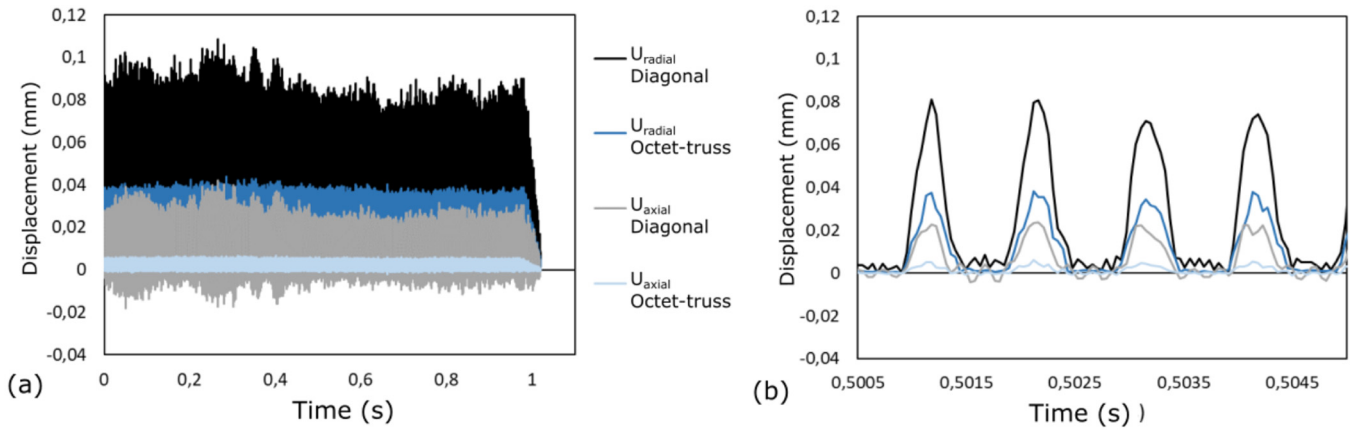 0,12
0,1
0,08
0,06
0,04
0,02
0
-0,02
-0,04
Displacement (mm)
0 0,2 0,4 0,6 0,8 1
Time (s)
(a)
Uradial
Diagonal
Uradial
Octet-truss
Uaxial
Diagonal
Uaxial
Octet-truss
0,12
0,1
0,08
0,06
0,04
0,02
0
-0,02
-0,04
Displacement (mm)
0,5005 0,5015 0,5025 0,5035 0,5045
Time (s) )
(b)